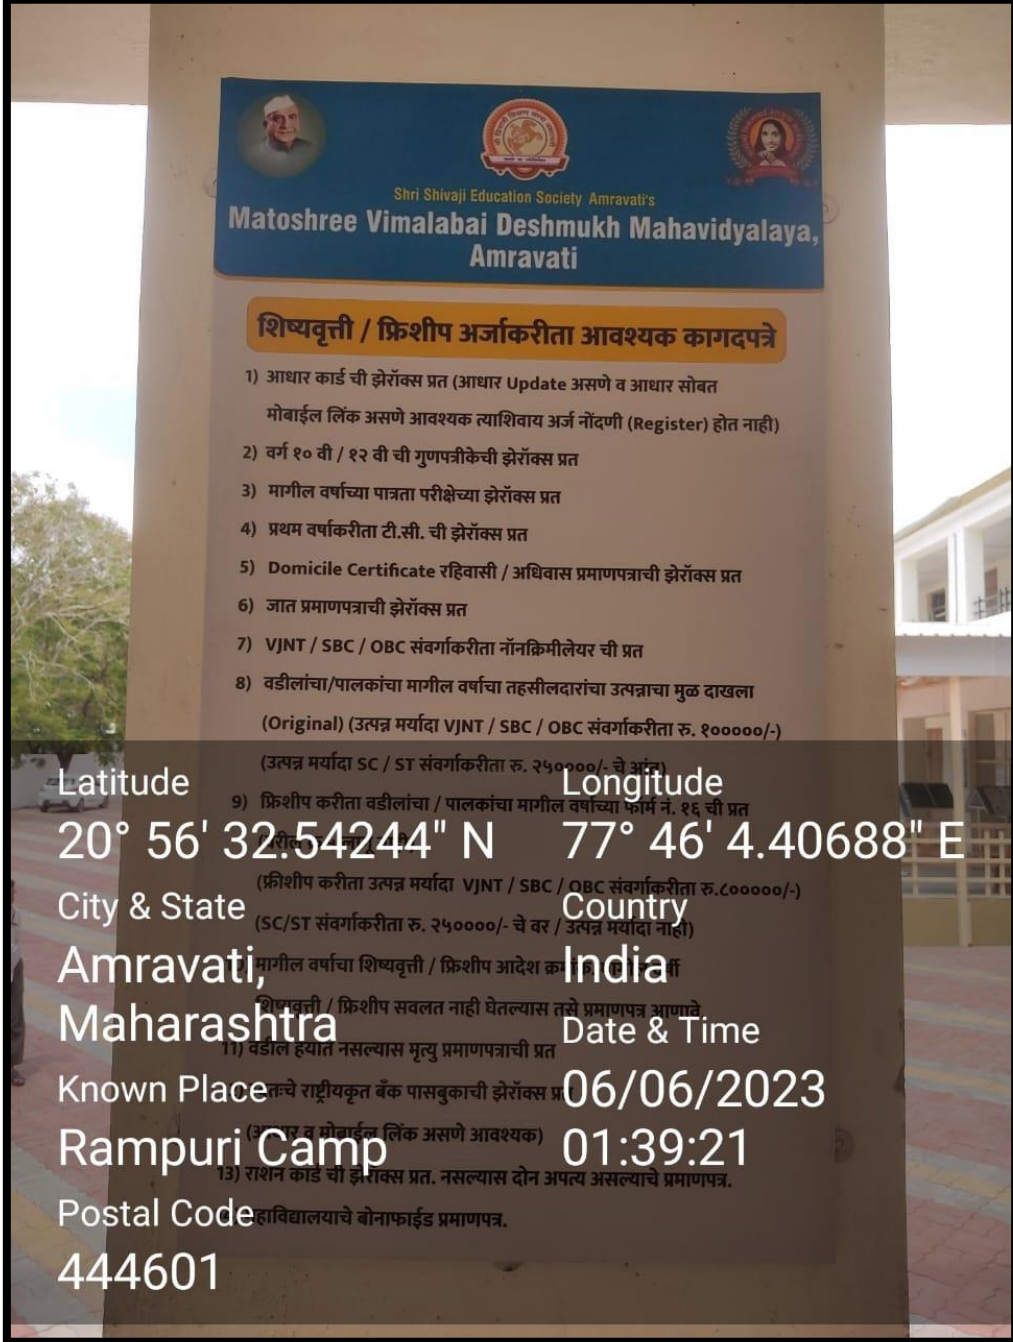 Shri Shivaji Education Society Amravati's
Matoshree Vimalabai Deshmukh Mahavidyalaya,
Amravati
शिष्यवृत्ती / फ्रिशीप अर्जाकरीता आवश्यक कागदपत्रे
1) आधार कार्ड ची झेरॉक्स प्रत (आधार Update असणे व आधार सोबत
मोबाईल लिंक असणे आवश्यक त्याशिवाय अर्ज नोंदणी (Register) होत नाही)
2) वर्ग १० वी / १२ वी ची गुणपत्रीकेची झेरॉक्स प्रत
3) मागील वर्षाच्या पात्रता परीक्षेच्या झेरॉक्स प्रत
4) प्रथम वर्षाकरीता टी.सी. ची झेरॉक्स प्रत
5) Domicile Certificate रहिवासी / अधिवास प्रमाणपत्राची झेरॉक्स प्रत
6) जात प्रमाणपत्राची झेरॉक्स प्रत
7) VJNT / SBC / OBC संवर्गाकरीता नॉनक्रिमीलेयर ची प्रत
8) वडीलांचा/पालकांचा मागील वर्षाचा तहसीलदारांचा उत्पन्नाचा मुळ दाखला
(Original) (उत्पन्न मर्यादा VJNT / SBC / OBC संवर्गाकरीता रु. १०००००/-)
(उत्पन्न मर्यादा SC / ST संवर्गाकरीता रु. २५००००/- चे आंत)
9) फ्रिशीप करीता वडीलांचा / पालकांचा मागील वर्षाच्या फॉर्म नं. १६ ची प्रत
(फ्रीशीप करीता उत्पन्न मर्यादा VJNT / SBC / OBC संवर्गाकरीता रु.८०००००/-)
(SC/ST संवर्गाकरीता रु. २५००००/- चे वर / उत्पन्न मर्यादा नाही)
मागील वर्षाचा शिष्यवृत्ती / फ्रिशीप आदेश
शिष्यवृत्ती / फ्रिशीप सवलत नाही घेतल्यास तसे प्रमाणपत्र आणावे
11) वडील हयात नसल्यास मृत्यु प्रमाणपत्राची प्रत
राष्ट्रीयकृत बँक पासबुकाची झेरॉक्स
(आधार व मोबाईल लिंक असणे आवश्यक)
13) राशन कार्ड ची झेरॉक्स प्रत. नसल्यास दोन अपत्य असल्याचे प्रमाणपत्र.
महाविद्यालयाचे बोनाफाईड प्रमाणपत्र.
Latitude
20° 56' 32.54244" N
Longitude
77° 46' 4.40688" E
City & State
Amravati,
Maharashtra
Country
India
Known Place
Rampuri Camp
Date & Time
06/06/2023
01:39:21
Postal Code
444601